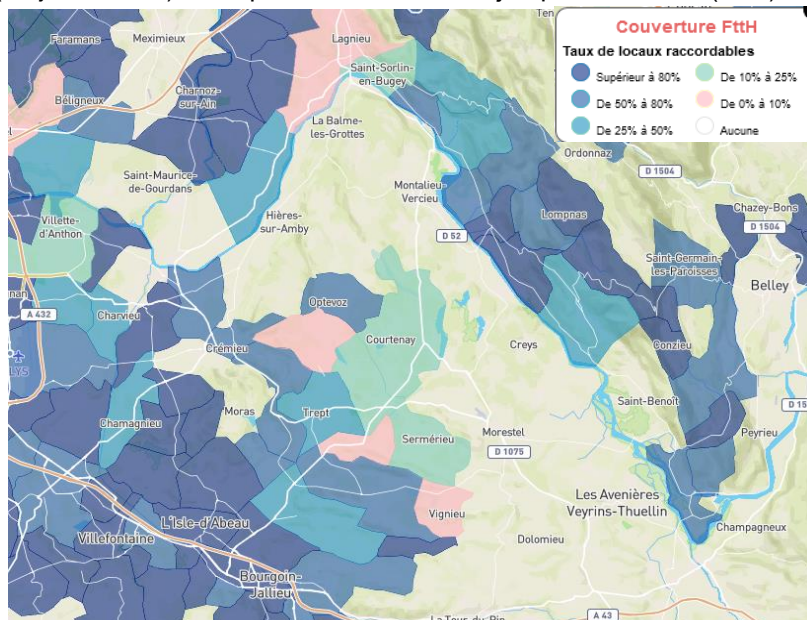 Couverture FttH
Taux de locaux raccordables
Supérieur à 80%
De 10% à 25%
De 50% à 80%
De 0% à 10%
De 25% à 50%
Aucune
Faramans
Meximieux
Lagnieu
Saint-Sorlin-
en-Bugey
Charnoz-
sur-Ain
Béligneux
La Balme-
les-Grottes
Ordonnaz
D 1504
Saint-Maurice-
de-Gourdans
Montalieu-
Vercieu
Villette-
d'Anthon
Hières-
sur-Amby
Lompnas
Chazey-Bons
D 1504
D 52
Saint-Germain-
les-Paroisses
Belley
Optevoz
A 432
Charvieu
Courtenay
Creys
Conzieu
Crémieu
Moras
Trept
Saint-Benoît
Chamagnieu
Sermérieu
Morestel
Peyrieu
D 1075
Les Avenières
Veyrins-Thuellin
Vignieu
L'Isle-d'Abeau
Villefontaine
Champagneux
Dolomieu
Bourgoin-
Jallieu
A 43